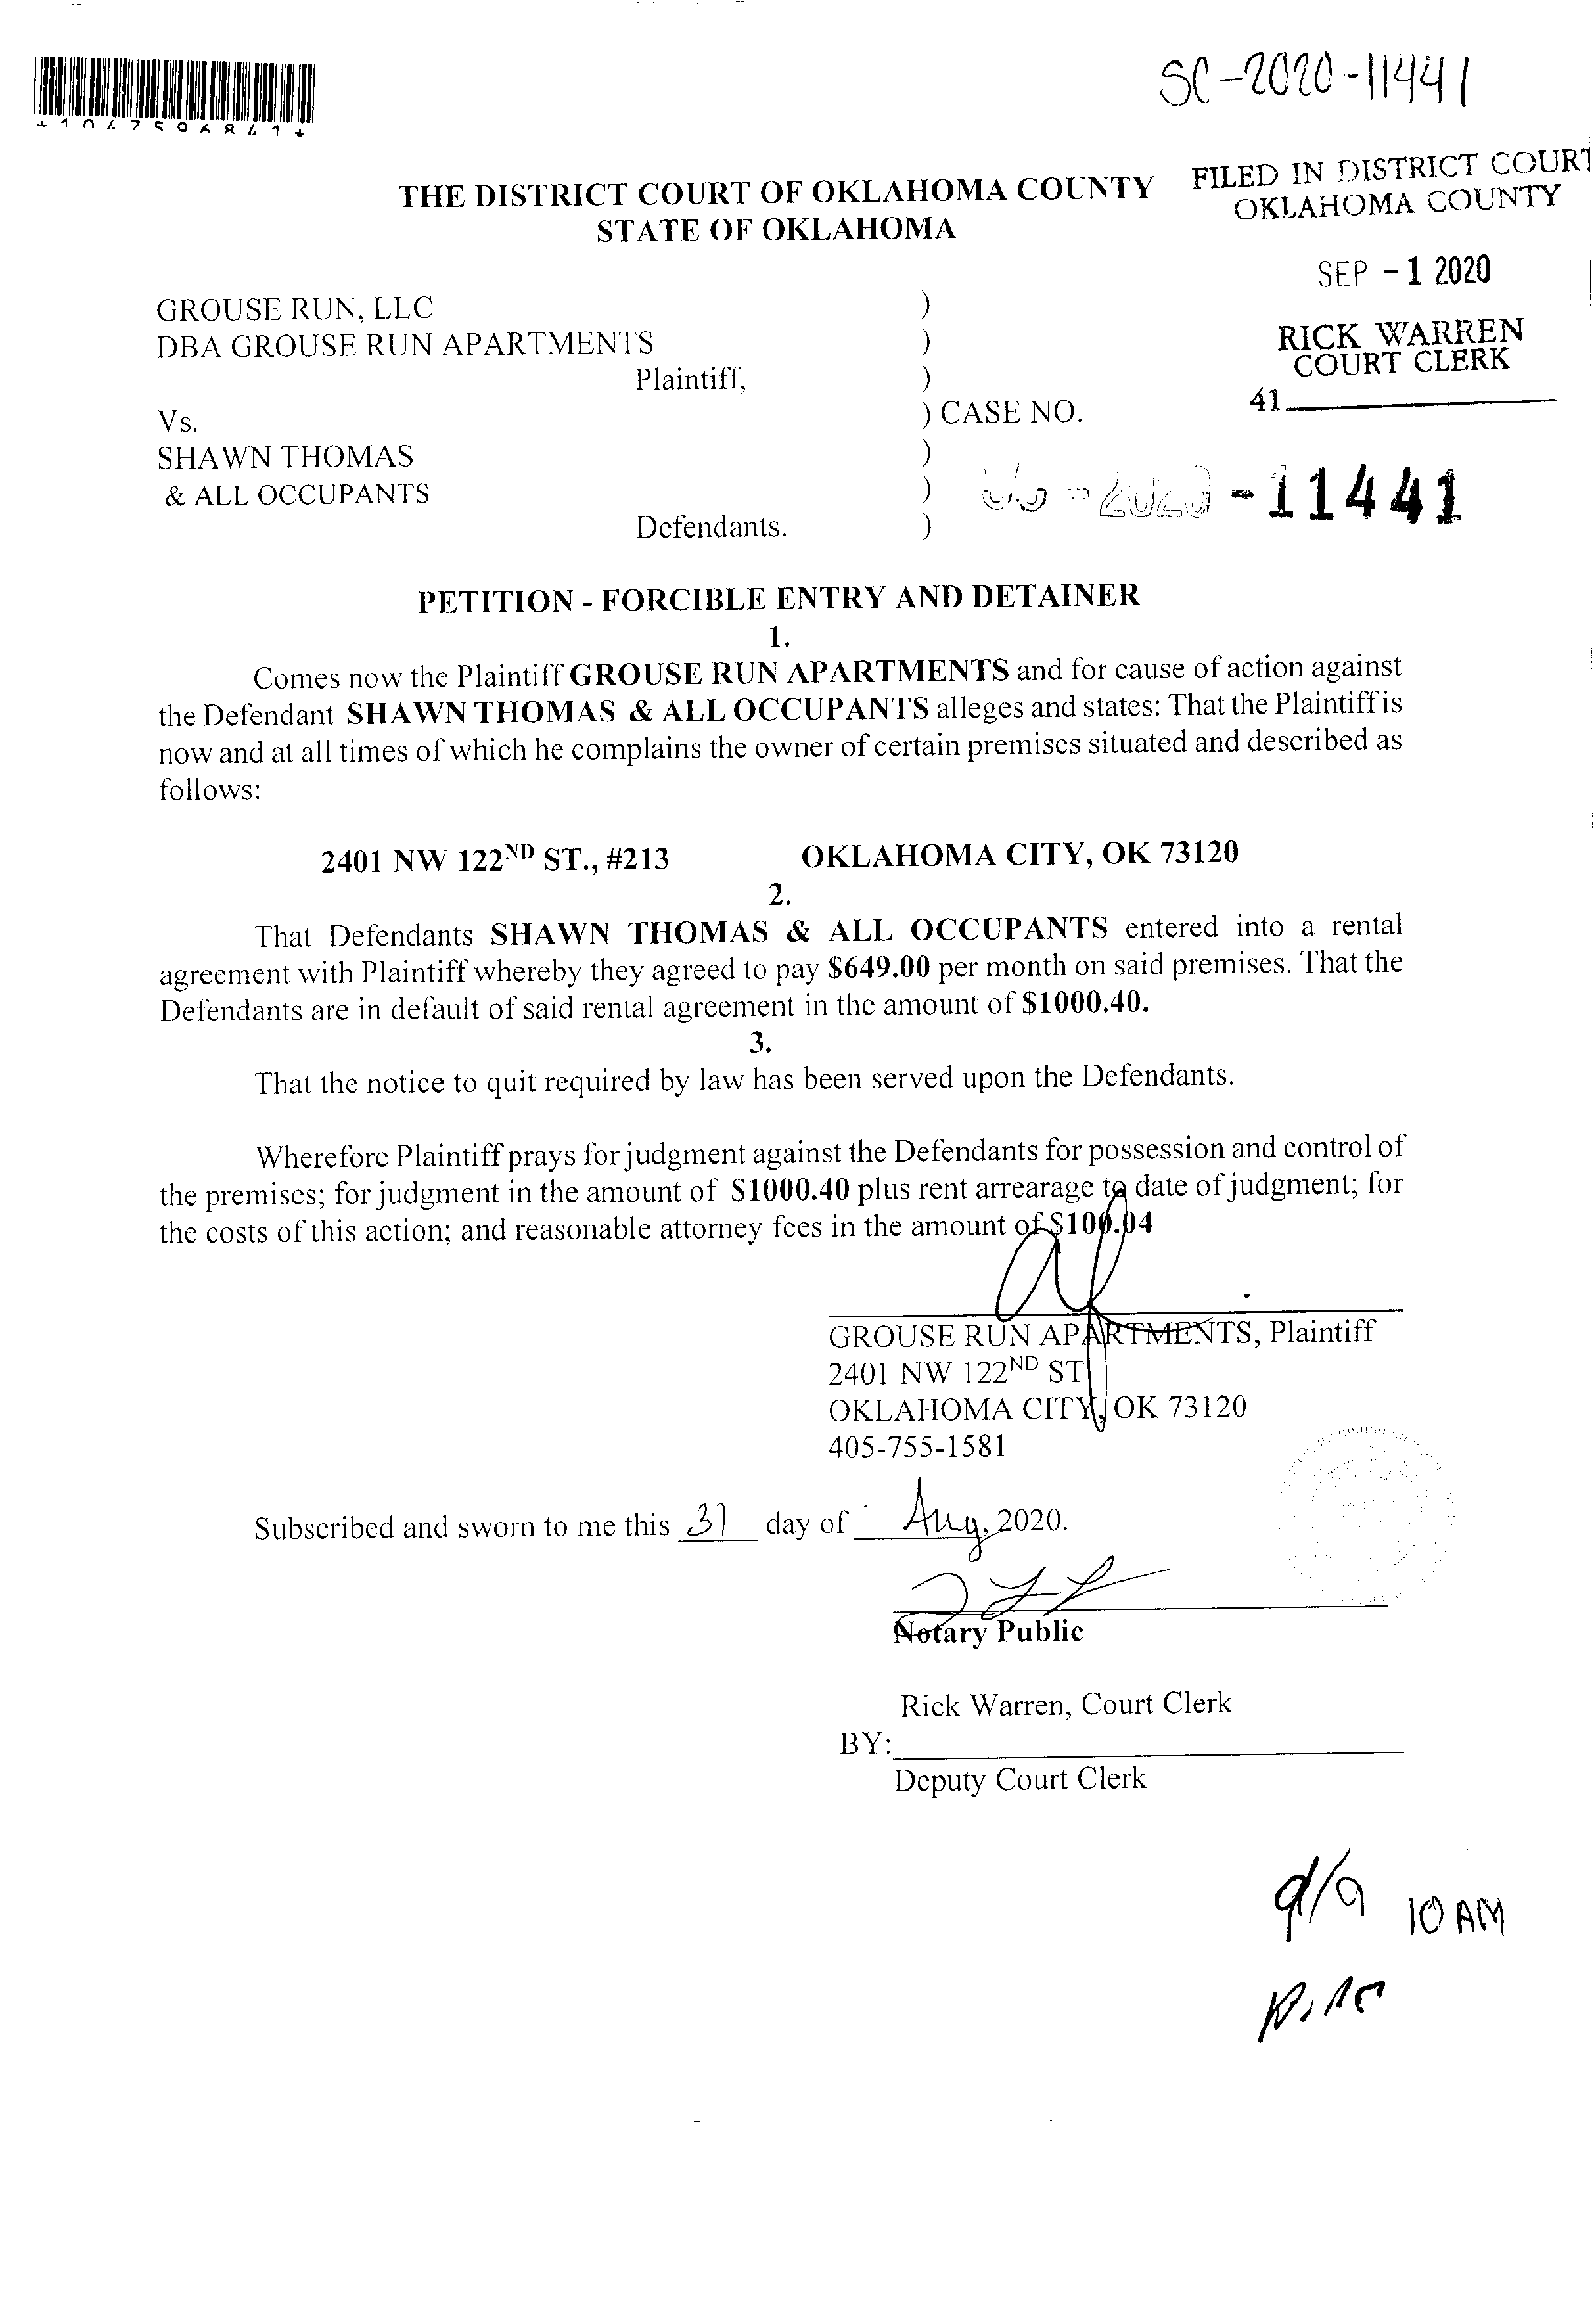 SC-2020-11441
THE DISTRICT COURT OF OKLAHOMA COUNTY
STATE OF OKLAHOMA
FILED IN DISTRICT COURT
OKLAHOMA COUNTY
SEP - 1 2020
RICK WARREN
COURT CLERK
41
GROUSE RUN, LLC )
DBA GROUSE RUN APARTMENTS )
Plaintiff, )
Vs. ) CASE NO.
SHAWN THOMAS )
& ALL OCCUPANTS )
Defendants. )
-2020-11441
PETITION - FORCIBLE ENTRY AND DETAINER
1.
Comes now the Plaintiff GROUSE RUN APARTMENTS and for cause of action against
the Defendant SHAWN THOMAS & ALL OCCUPANTS alleges and states: That the Plaintiff is
now and at all times of which he complains the owner of certain premises situated and described as
follows:
2401 NW 122ND ST., #213 OKLAHOMA CITY, OK 73120
2.
That Defendants SHAWN THOMAS & ALL OCCUPANTS entered into a rental
agreement with Plaintiff whereby they agreed to pay $649.00 per month on said premises. That the
Defendants are in default of said rental agreement in the amount of $1000.40.
3.
That the notice to quit required by law has been served upon the Defendants.
Wherefore Plaintiff prays for judgment against the Defendants for possession and control of
the premises; for judgment in the amount of $1000.40 plus rent arrearage to date of judgment; for
the costs of this action; and reasonable attorney fees in the amount of $100.04
GROUSE RUN APARTMENTS, Plaintiff
2401 NW 122ND ST
OKLAHOMA CITY, OK 73120
405-755-1581
Subscribed and sworn to me this 31 day of Aug, 2020.
Notary Public
Rick Warren, Court Clerk
BY:
Deputy Court Clerk
9/9 10 AM